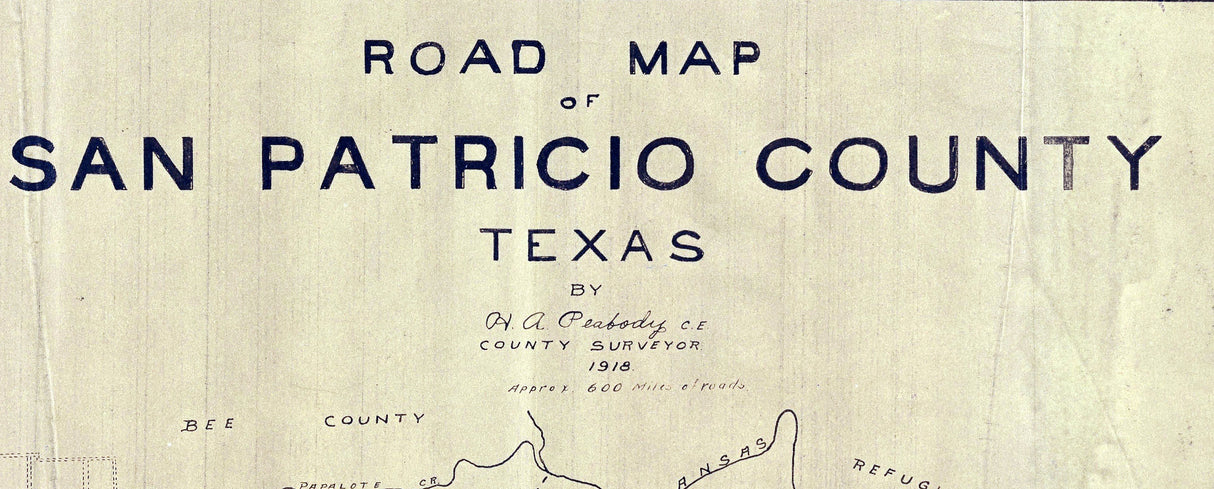 ROAD MAP
OF
SAN PATRICIO COUNTY
TEXAS
BY
H. A. Peabody C.E.
COUNTY SURVEYOR
1918.
Approx. 600 Miles of roads.
BEE COUNTY
PAPALOTE CR.
ANSAS
REFUG